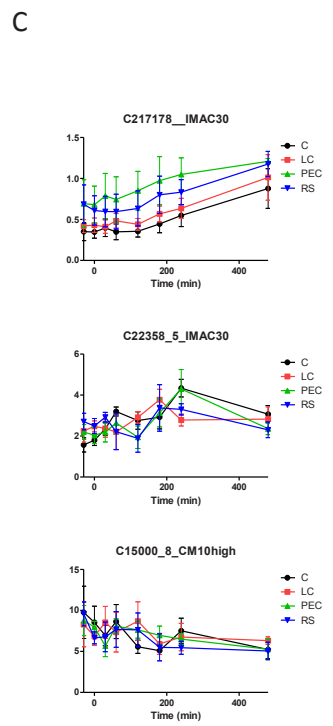 C
C217178__IMAC30
1.5
1.0
0.5
0.0
0
200
400
Time (min)
C
LC
PEC
RS
C22358_5_IMAC30
6
4
2
0
0
200
400
Time (min)
C
LC
PEC
RS
C15000_8_CM10high
15
10
5
0
0
200
400
Time (min)
C
LC
PEC
RS